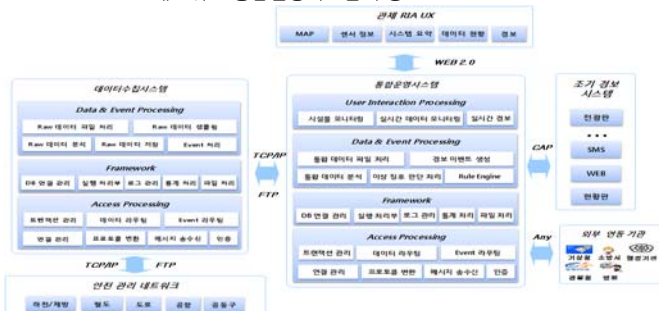 관제 RIA UX
MAP 센서 정보 시스템 요약 데이터 현황 경보
WEB 2.0
데이터수집시스템
Data & Event Processing
Raw 데이터 파일 처리 Raw 데이터 샘플링
Raw 데이터 분석 Raw 데이터 저장 Event 처리
Framework
DB 연결 관리 실행 처리부 로그 관리 통계 처리 파일 처리
Access Processing
트랜잭션 관리 데이터 라우팅 Event 라우팅
연결 관리 프로토콜 변환 메시지 송수신 인증
TCP/IP
FTP
통합운영시스템
User Interaction Processing
시설물 모니터링 실시간 데이터 모니터링 실시간 경보
Data & Event Processing
통합 데이터 파일 처리 경보 이벤트 생성
통합 데이터 분석 이상 징후 판단 처리 Rule Engine
Framework
DB 연결 관리 실행 처리부 로그 관리 통계 처리 파일 처리
Access Processing
트랜잭션 관리 데이터 라우팅 Event 라우팅
연결 관리 프로토콜 변환 메시지 송수신 인증
CAP
조기 경보
시스템
전광판
•••
SMS
WEB
현황판
Any
외부 연동 기관
기상청 소방서 행정기관
경찰청 병원
TCP/IP FTP
안전 관리 네트워크
하천/제방 철도 도로 공항 공동구